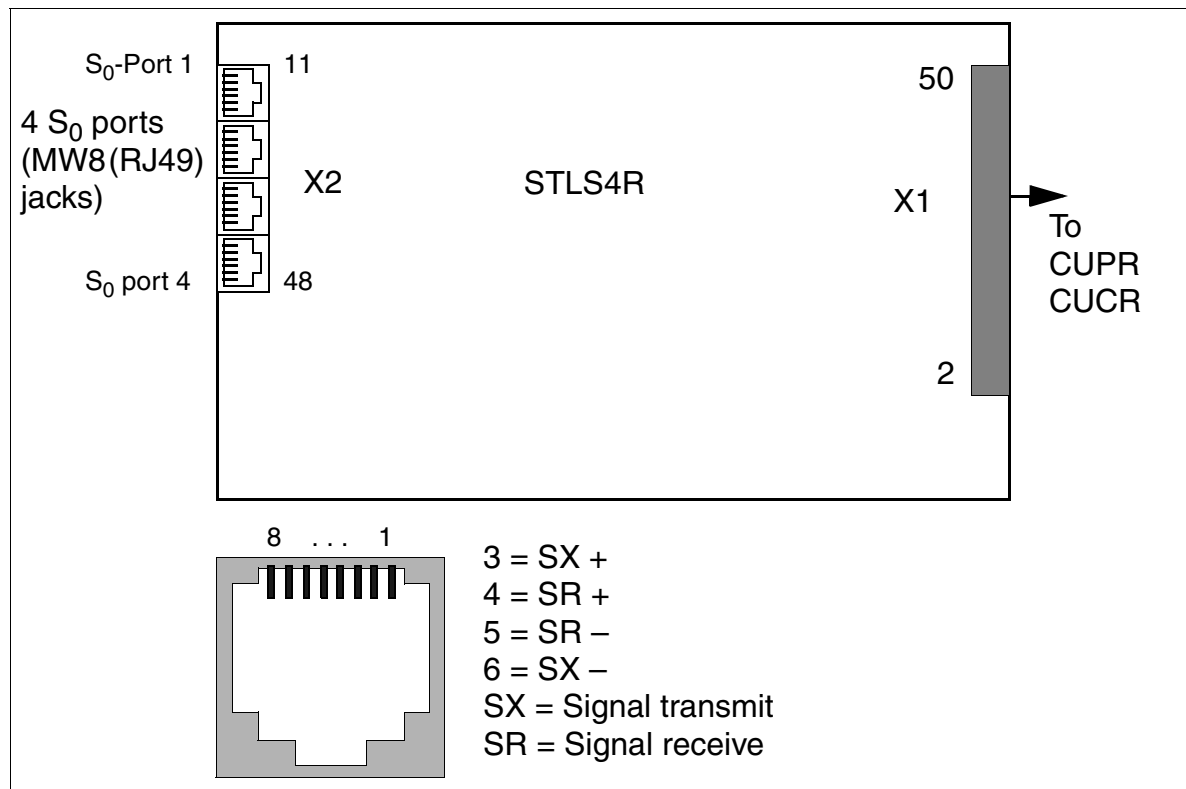 S₀-Port 1
11
4 S₀ ports
(MW8 (RJ49)
jacks)
X2
S₀ port 4
48
STLS4R
50
X1
2
To
CUPR
CUCR
8 . . . 1
3 = SX +
4 = SR +
5 = SR –
6 = SX –
SX = Signal transmit
SR = Signal receive